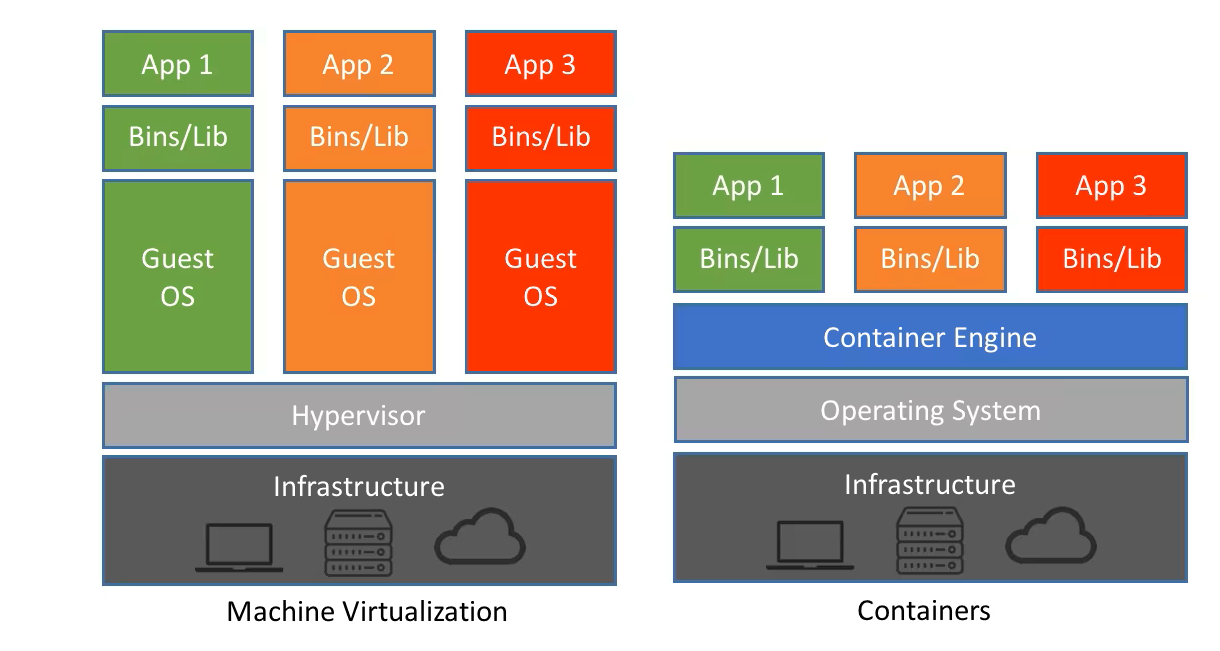 App 1 App 2 App 3
Bins/Lib Bins/Lib Bins/Lib
Guest Guest Guest
OS OS OS
Hypervisor
Infrastructure
Machine Virtualization
App 1 App 2 App 3
Bins/Lib Bins/Lib Bins/Lib
Container Engine
Operating System
Infrastructure
Containers